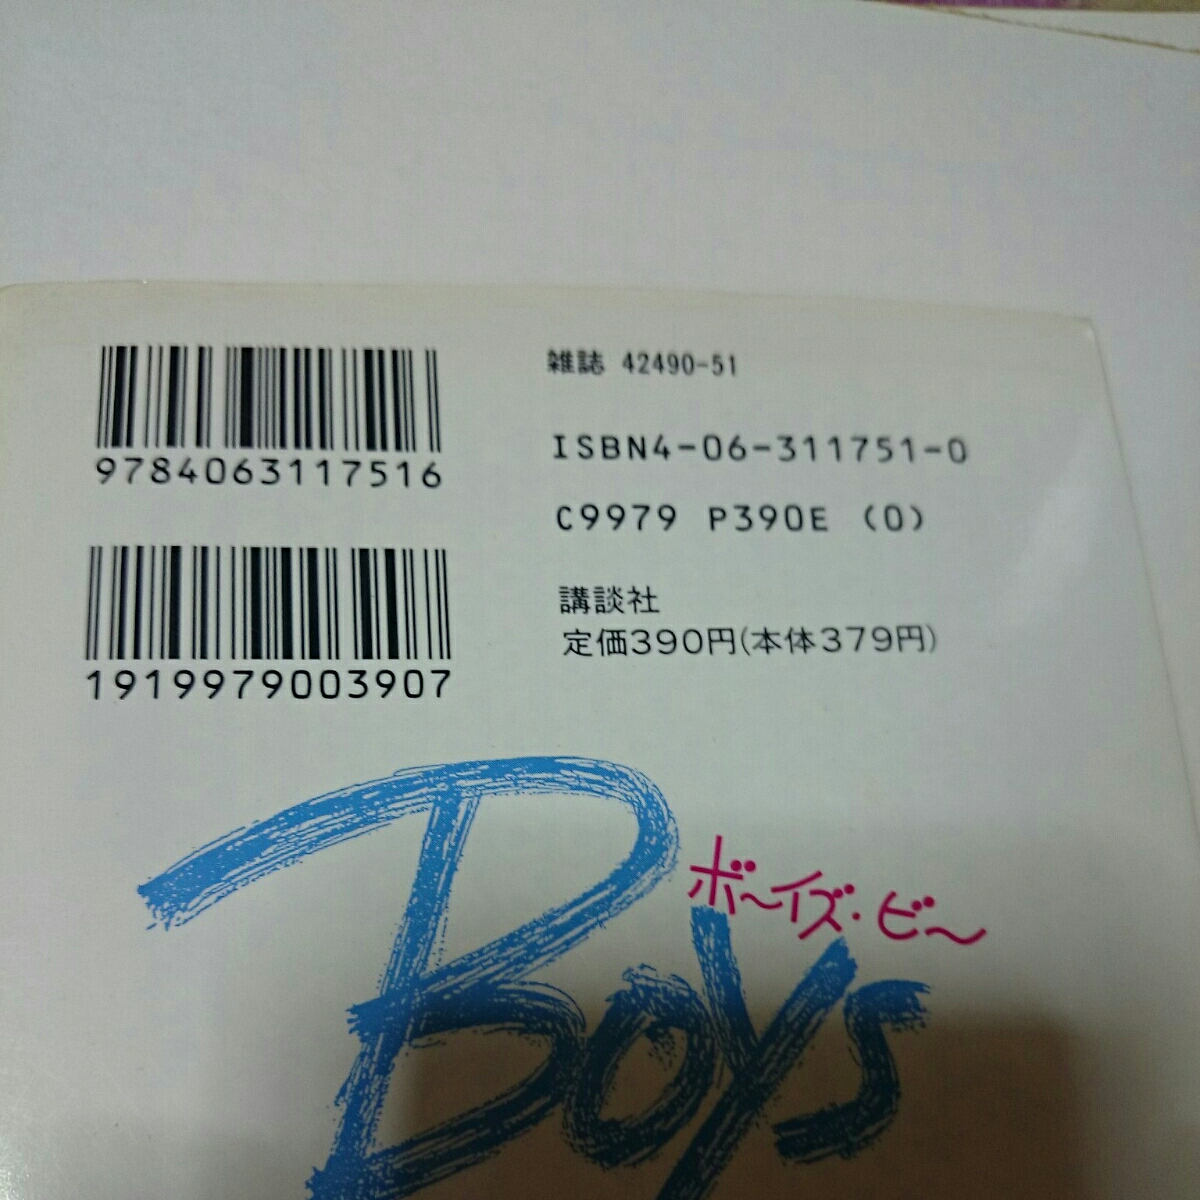 9784063117516
1919979003907
雑誌 42490-51
ISBN4-06-311751-0
C9979 P390E (0)
講談社
定価390円(本体379円)
ボ〜イズ・ビ〜
Boys